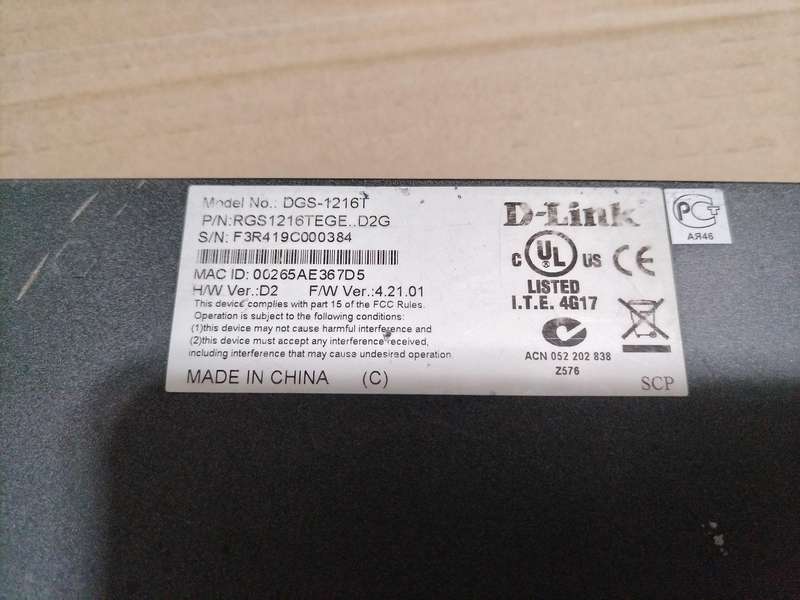 Model No.: DGS-1216T
P/N:RGS1216TEGE..D2G
S/N: F3R419C000384
MAC ID: 00265AE367D5
H/W Ver.:D2 F/W Ver.:4.21.01
This device complies with part 15 of the FCC Rules.
Operation is subject to the following conditions:
(1)this device may not cause harmful interference and
(2)this device must accept any interference received,
including interference that may cause undesired operation
MADE IN CHINA (C)
D-Link
C UL US CE
LISTED
I.T.E. 4G17
ACN 052 202 838
Z576
SCP
РСТ
АЯ46